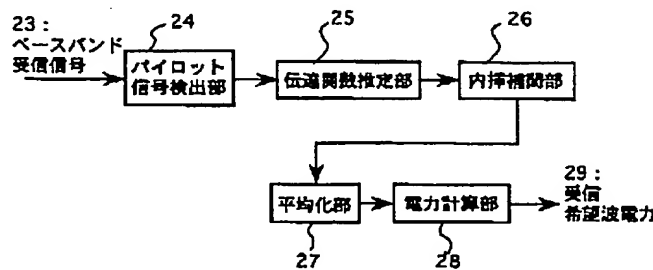 23：
ベースバンド
受信信号
24
パイロット
信号検出部
25
伝達関数推定部
26
内挿補間部
27
平均化部
28
電力計算部
29：
受信
希望波電力